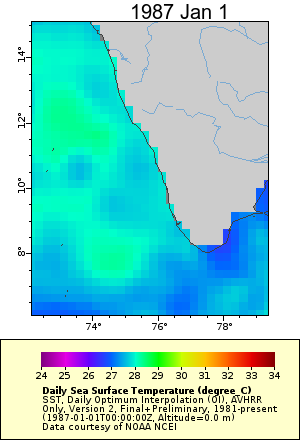 1987 Jan 1
14°
12°
10°
8°
74° 76° 78°
24 25 26 27 28 29 30 31 32 33 34
Daily Sea Surface Temperature (degree_C)
SST, Daily Optimum Interpolation (OI), AVHRR
Only, Version 2, Final+Preliminary, 1981-present
(1987-01-01T00:00:00Z, Altitude=0.0 m)
Data courtesy of NOAA NCEI